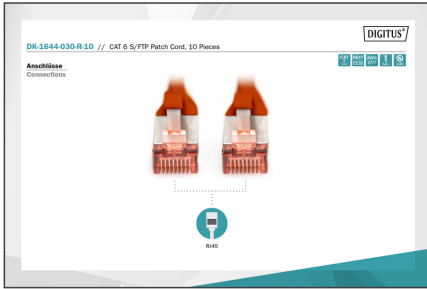 DIGITUS®
DK-1644-030-R-10 // CAT 6 S/FTP Patch Cord, 10 Pieces
Anschlüsse
Connections
RJ45